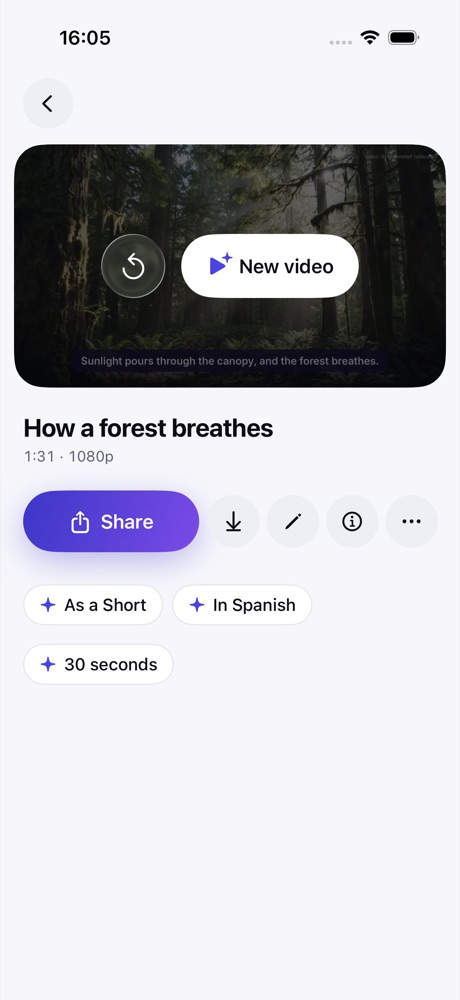 16:05
New video
Sunlight pours through the canopy, and the forest breathes.
How a forest breathes
1:31 · 1080p
Share
As a Short
In Spanish
30 seconds